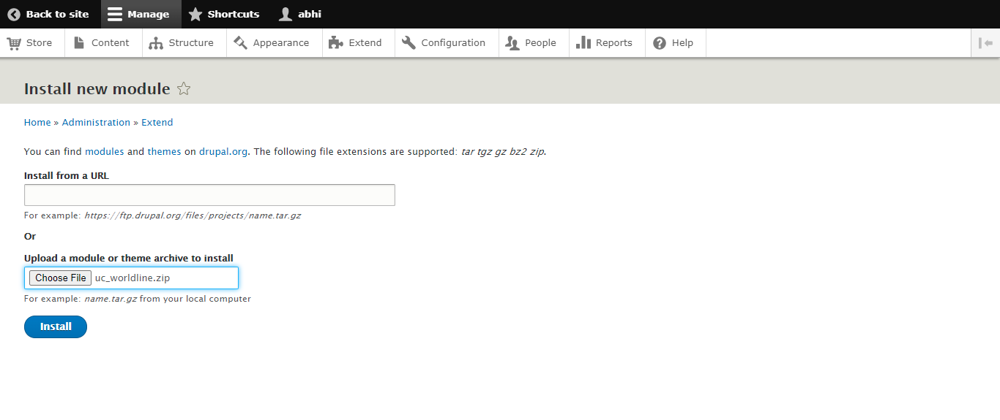 Back to site Manage Shortcuts abhi
Store Content Structure Appearance Extend Configuration People Reports Help
Install new module
Home » Administration » Extend
You can find modules and themes on drupal.org. The following file extensions are supported: tar tgz gz bz2 zip.
Install from a URL
For example: https://ftp.drupal.org/files/projects/name.tar.gz
Or
Upload a module or theme archive to install
Choose File uc_worldline.zip
For example: name.tar.gz from your local computer
Install